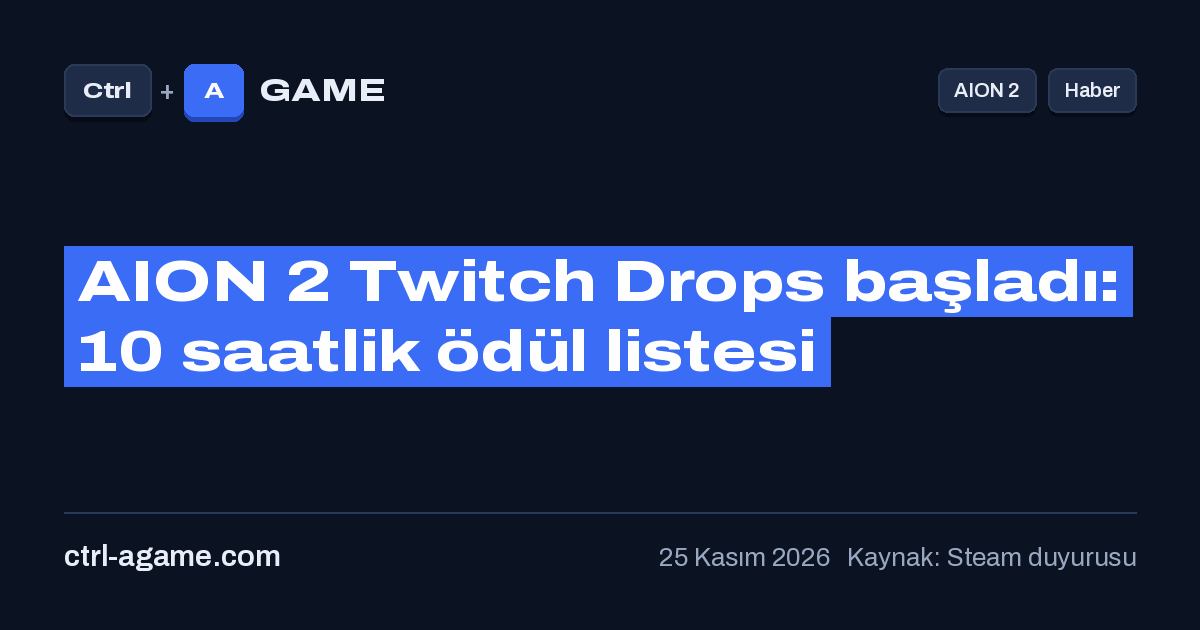 Ctrl + A GAME
AION 2 Haber
AION 2 Twitch Drops başladı:
10 saatlik ödül listesi
ctrl-agame.com
25 Kasım 2026 Kaynak: Steam duyurusu